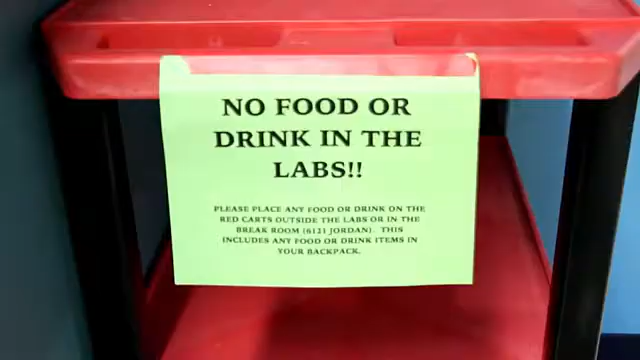 NO FOOD OR
DRINK IN THE
LABS!!
PLEASE PLACE ANY FOOD OR DRINK ON THE
RED CARTS OUTSIDE THE LABS OR IN THE
BREAK ROOM (6121 JORDAN). THIS
INCLUDES ANY FOOD OR DRINK ITEMS IN
YOUR BACKPACK.